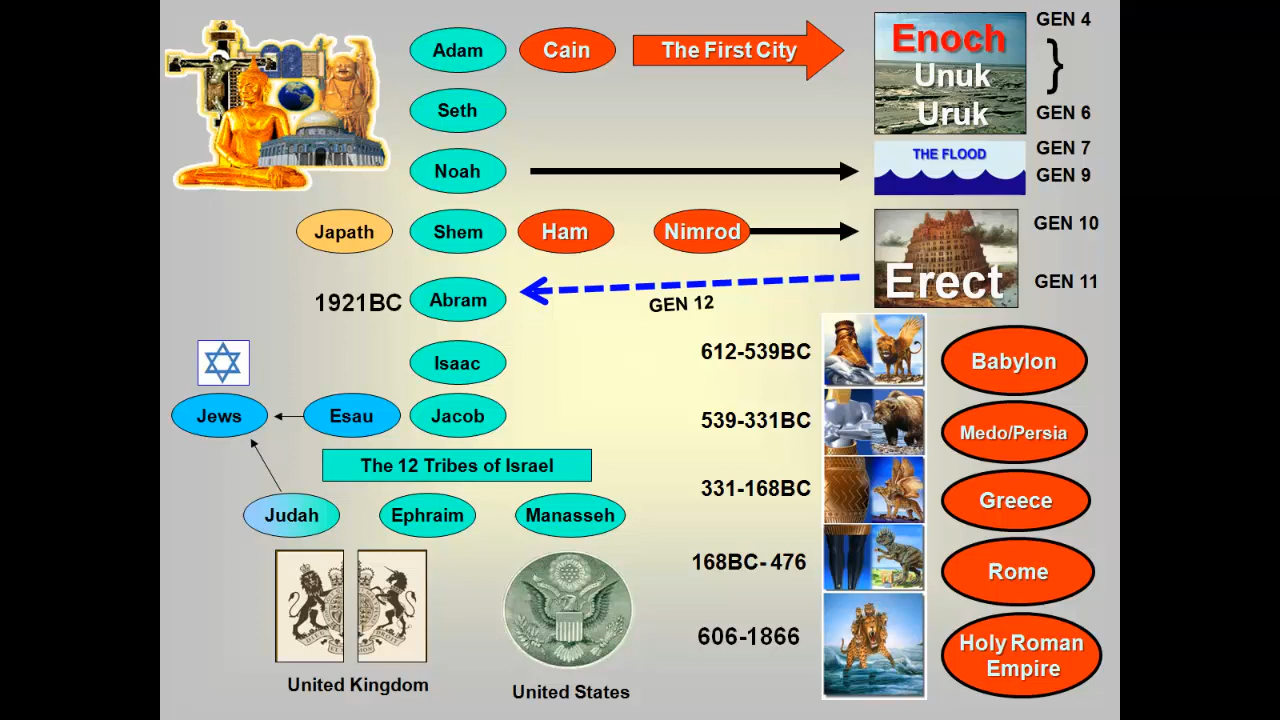 Adam
Cain
The First City
Enoch
Unuk
Uruk
GEN 4
}
GEN 6
Seth
Noah
THE FLOOD
GEN 7
GEN 9
Japath
Shem
Ham
Nimrod
Erect
GEN 10
GEN 11
1921BC
Abram
GEN 12
Isaac
Jews
Esau
Jacob
The 12 Tribes of Israel
Judah
Ephraim
Manasseh
United Kingdom
United States
612-539BC
Babylon
539-331BC
Medo/Persia
331-168BC
Greece
168BC- 476
Rome
606-1866
Holy Roman
Empire